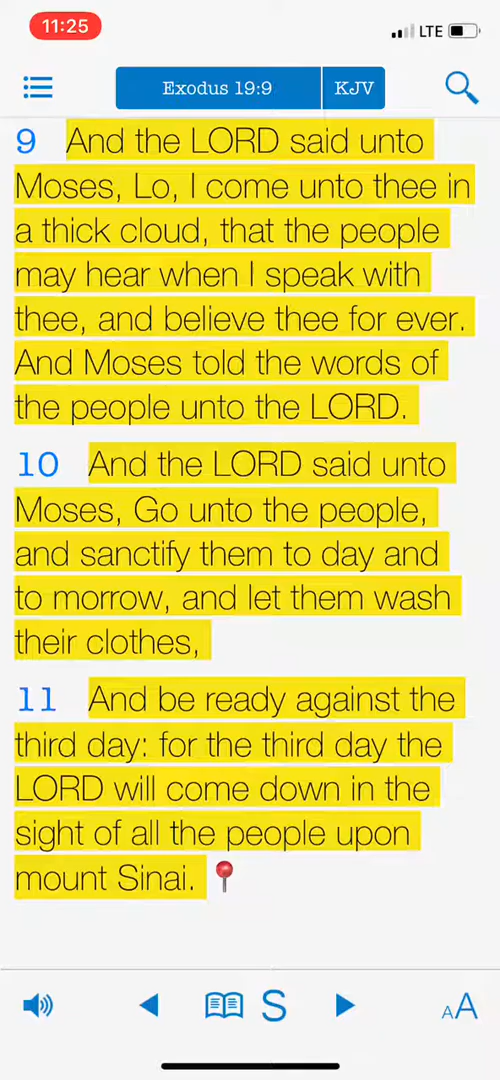 11:25
LTE
Exodus 19:9 KJV
9 And the LORD said unto
Moses, Lo, I come unto thee in
a thick cloud, that the people
may hear when I speak with
thee, and believe thee for ever.
And Moses told the words of
the people unto the LORD.
10 And the LORD said unto
Moses, Go unto the people,
and sanctify them to day and
to morrow, and let them wash
their clothes,
11 And be ready against the
third day: for the third day the
LORD will come down in the
sight of all the people upon
mount Sinai.
S AA